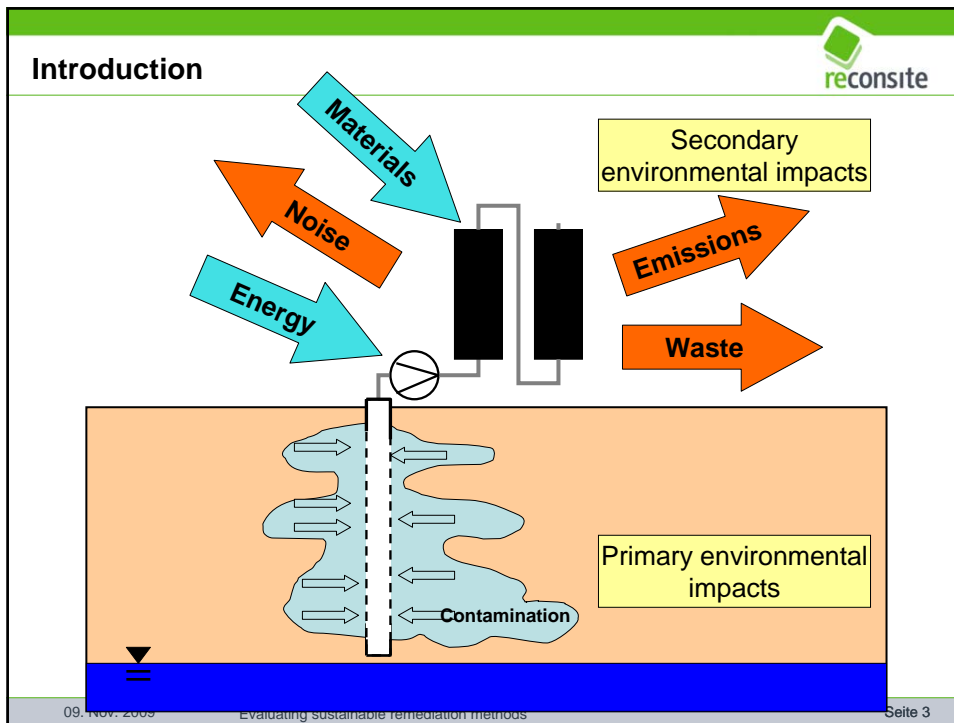 Introduction
reconsite
Materials
Secondary
environmental impacts
Noise
Emissions
Energy
Waste
Primary environmental
impacts
Contamination
09. Nov. 2009 Evaluating sustainable remediation methods Seite 3